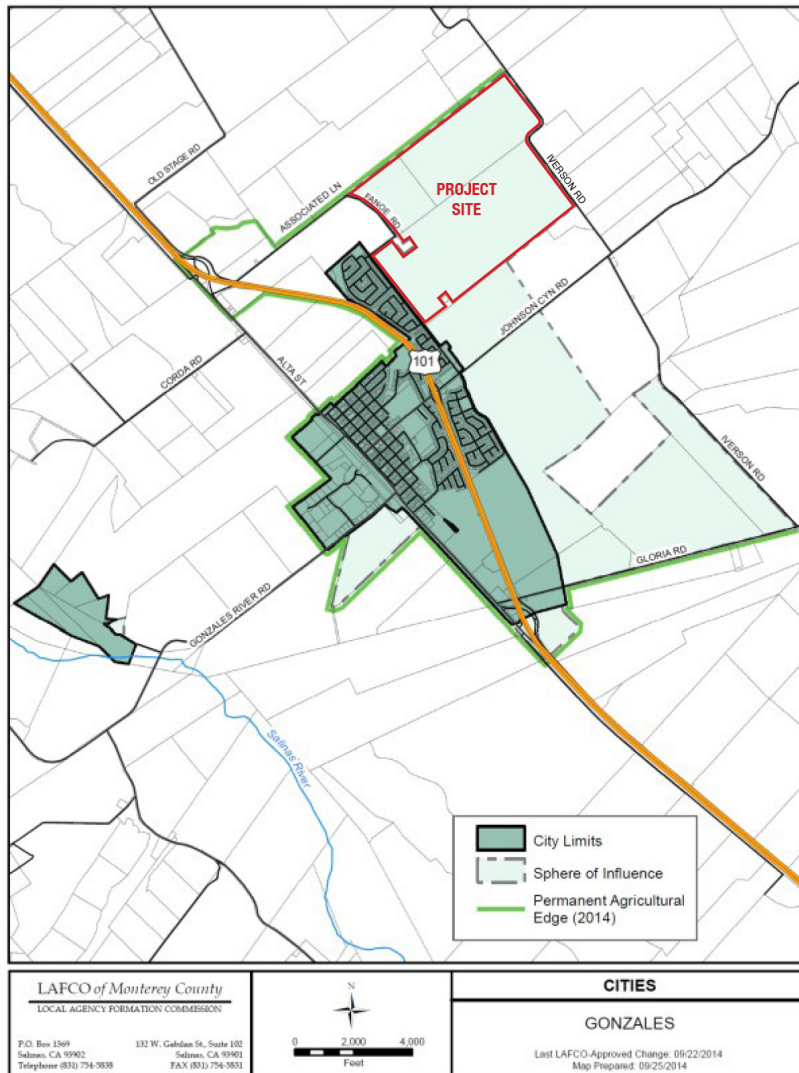 OLD STAGE RD
ASSOCIATED LN
FANOE RD
IVERSON RD
PROJECT
SITE
JOHNSON CYN RD
CORDA RD
ALTA ST
101
IVERSON RD
GLORIA RD
GONZALES RIVER RD
Salinas River
City Limits
Sphere of Influence
Permanent Agricultural
Edge (2014)
LAFCO of Monterey County
LOCAL AGENCY FORMATION COMMISSION
P.O. Box 1369 132 W. Gabilan St., Suite 102
Salinas, CA 93902 Salinas, CA 93901
Telephone (831) 754-5838 FAX (831) 754-5831
N
0 2,000 4,000
Feet
CITIES
GONZALES
Last LAFCO-Approved Change: 09/22/2014
Map Prepared: 09/25/2014